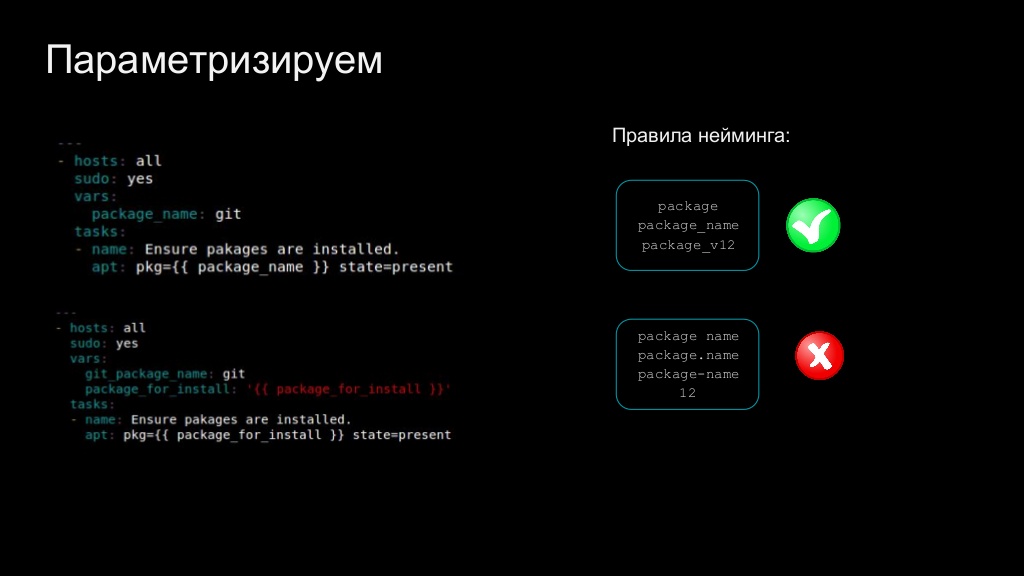 Параметризируем
---
- hosts: all
  sudo: yes
  vars:
    package_name: git
  tasks:
  - name: Ensure pakages are installed.
    apt: pkg={{ package_name }} state=present
---
- hosts: all
  sudo: yes
  vars:
    git_package_name: git
    package_for_install: '{{ package_for_install }}'
  tasks:
  - name: Ensure pakages are installed.
    apt: pkg={{ package_for_install }} state=present
Правила нейминга:
package
package_name
package_v12
package name
package.name
package-name
12